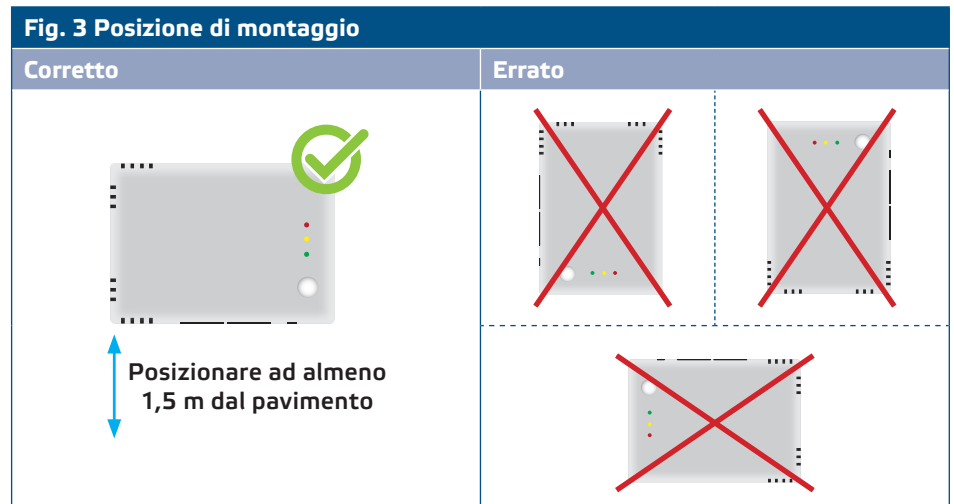 Fig. 3 Posizione di montaggio
Corretto
Errato
Posizionare ad almeno
1,5 m dal pavimento